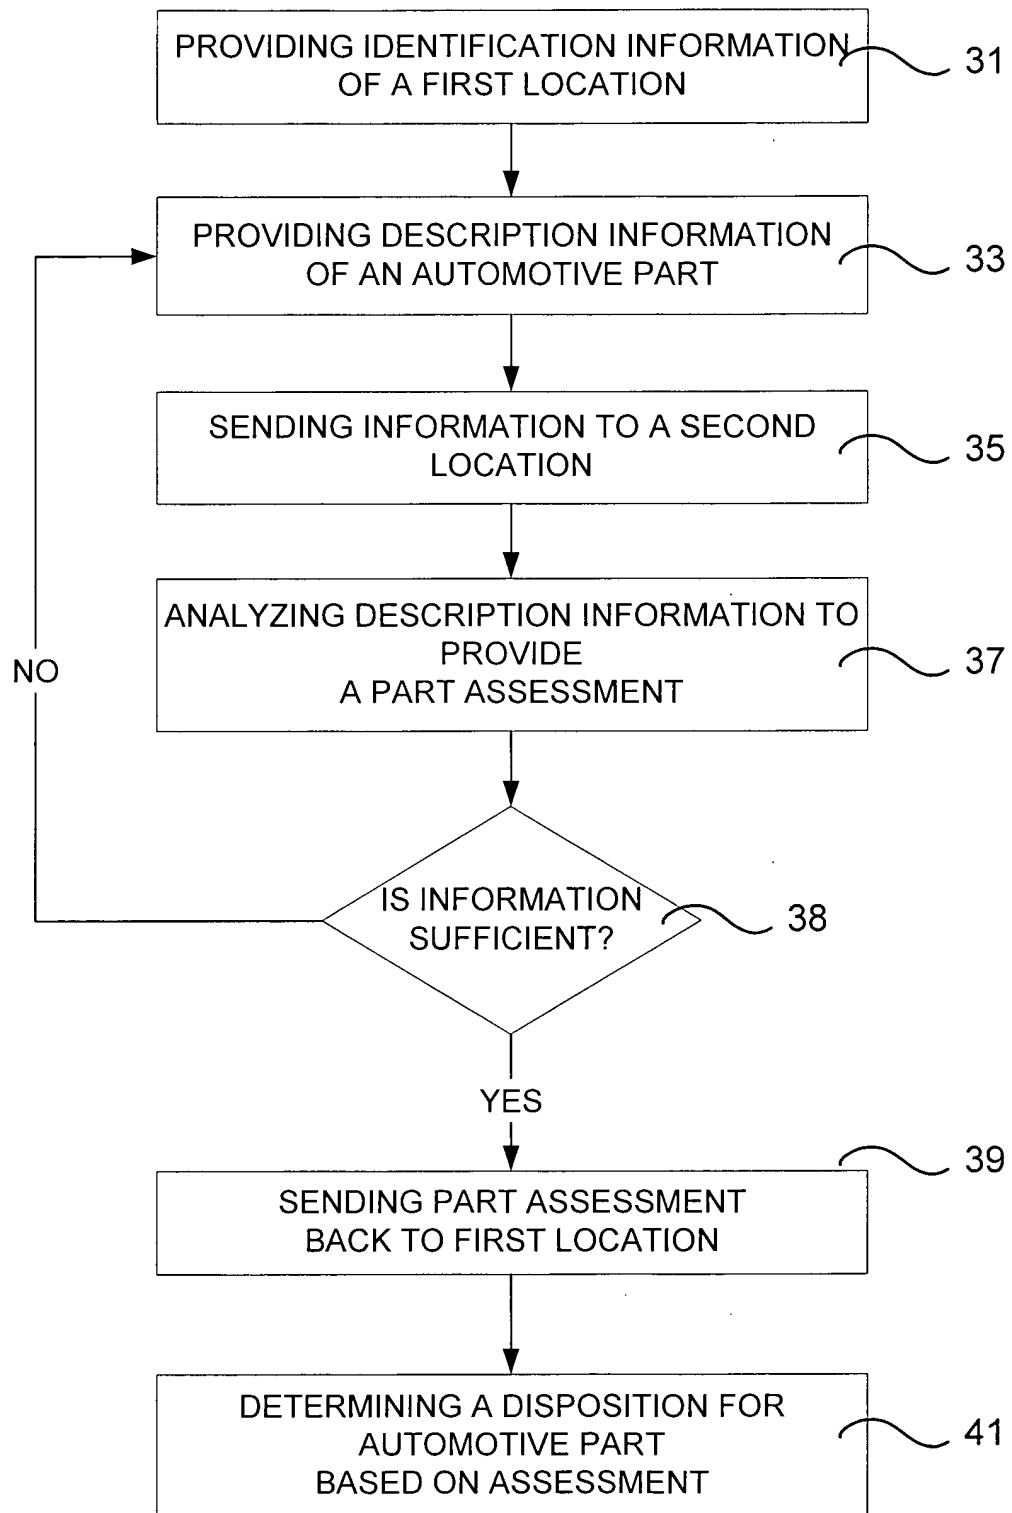 PROVIDING IDENTIFICATION INFORMATION
OF A FIRST LOCATION
31
PROVIDING DESCRIPTION INFORMATION
OF AN AUTOMOTIVE PART
33
SENDING INFORMATION TO A SECOND
LOCATION
35
ANALYZING DESCRIPTION INFORMATION TO
PROVIDE
A PART ASSESSMENT
37
NO
IS INFORMATION
SUFFICIENT?
38
YES
39
SENDING PART ASSESSMENT
BACK TO FIRST LOCATION
DETERMINING A DISPOSITION FOR
AUTOMOTIVE PART
BASED ON ASSESSMENT
41